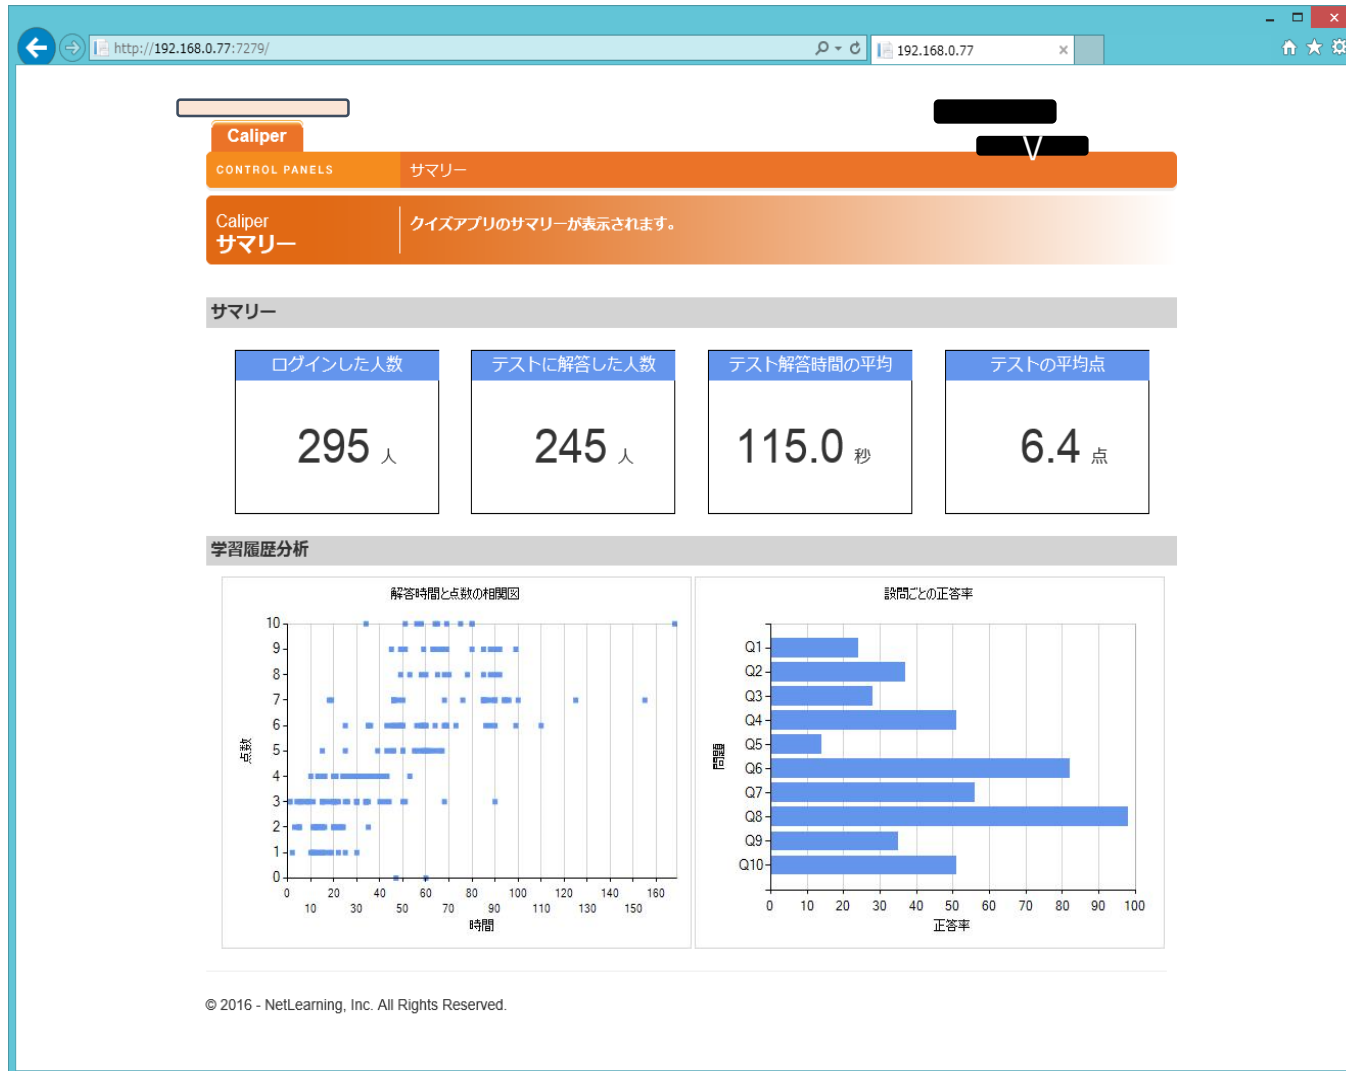 http://192.168.0.77:7279/
192.168.0.77
Caliper
CONTROL PANELS
サマリー
Caliper
サマリー
クイズアプリのサマリーが表示されます。
サマリー
ログインした人数
295 人
テストに解答した人数
245 人
テスト解答時間の平均
115.0 秒
テストの平均点
6.4 点
学習履歴分析
解答時間と点数の相関図
点数
10
9
8
7
6
5
4
3
2
1
0
0 20 40 60 80 100 120 140 160
10 30 50 70 90 110 130 150
時間
設問ごとの正答率
問題
Q1
Q2
Q3
Q4
Q5
Q6
Q7
Q8
Q9
Q10
0 10 20 30 40 50 60 70 80 90 100
正答率
© 2016 - NetLearning, Inc. All Rights Reserved.